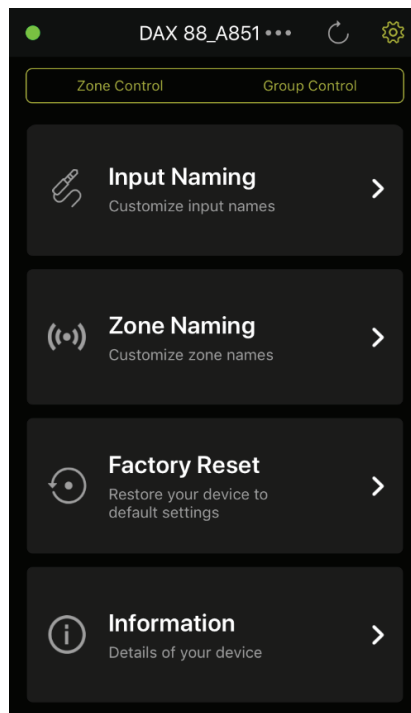 DAX 88_A851 •••
Zone Control Group Control
Input Naming
Customize input names
Zone Naming
Customize zone names
Factory Reset
Restore your device to
default settings
Information
Details of your device